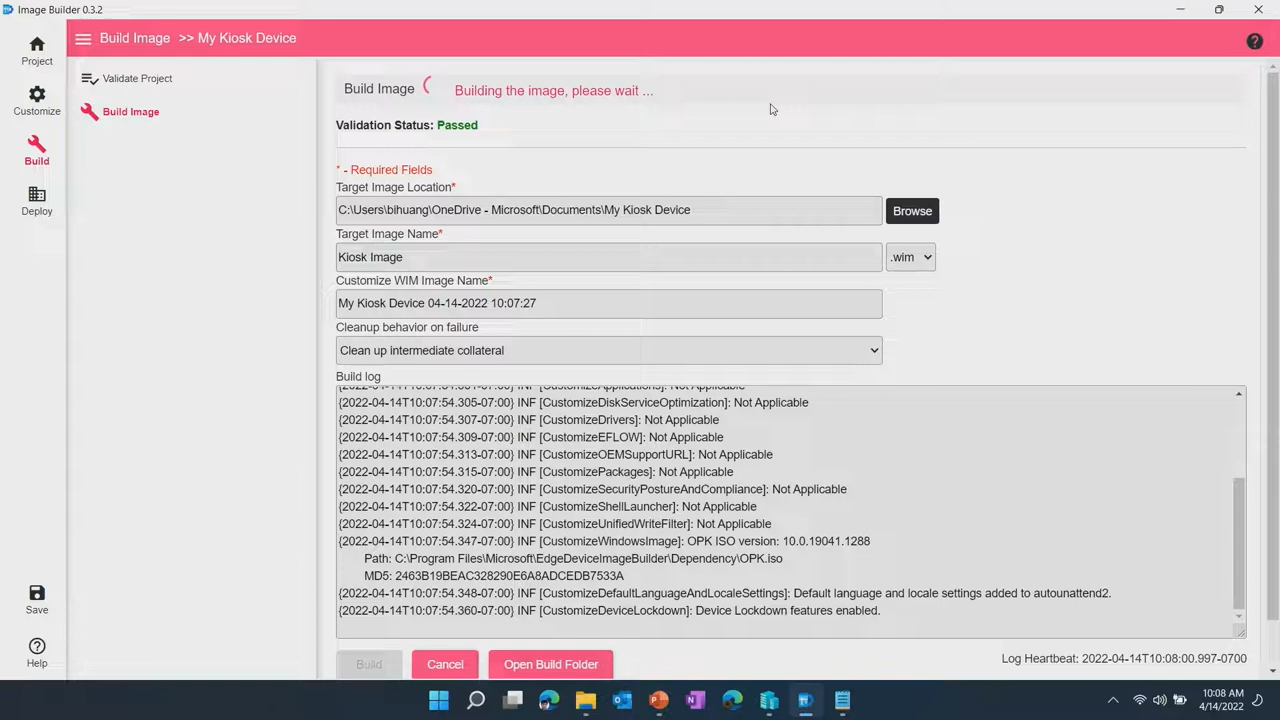 Image Builder 0.3.2
Build Image >> My Kiosk Device
Project
Customize
Build
Deploy
Save
Help
Validate Project
Build Image
Build Image
Building the image, please wait ...
Validation Status: Passed
* - Required Fields
Target Image Location*
C:\Users\bihuang\OneDrive - Microsoft\Documents\My Kiosk Device
Browse
Target Image Name*
Kiosk Image
.wim
Customize WIM Image Name*
My Kiosk Device 04-14-2022 10:07:27
Cleanup behavior on failure
Clean up intermediate collateral
Build log
{2022-04-14T10:07:54.301-07:00} INF [CustomizeApplications]: Not Applicable
{2022-04-14T10:07:54.305-07:00} INF [CustomizeDiskServiceOptimization]: Not Applicable
{2022-04-14T10:07:54.307-07:00} INF [CustomizeDrivers]: Not Applicable
{2022-04-14T10:07:54.309-07:00} INF [CustomizeEFLOW]: Not Applicable
{2022-04-14T10:07:54.313-07:00} INF [CustomizeOEMSupportURL]: Not Applicable
{2022-04-14T10:07:54.315-07:00} INF [CustomizePackages]: Not Applicable
{2022-04-14T10:07:54.320-07:00} INF [CustomizeSecurityPostureAndCompliance]: Not Applicable
{2022-04-14T10:07:54.322-07:00} INF [CustomizeShellLauncher]: Not Applicable
{2022-04-14T10:07:54.324-07:00} INF [CustomizeUnifiedWriteFilter]: Not Applicable
{2022-04-14T10:07:54.347-07:00} INF [CustomizeWindowsImage]: OPK ISO version: 10.0.19041.1288
Path: C:\Program Files\Microsoft\EdgeDeviceImageBuilder\Dependency\OPK.iso
MD5: 2463B19BEAC328290E6A8ADCEDB7533A
{2022-04-14T10:07:54.348-07:00} INF [CustomizeDefaultLanguageAndLocaleSettings]: Default language and locale settings added to autounattend2.
{2022-04-14T10:07:54.360-07:00} INF [CustomizeDeviceLockdown]: Device Lockdown features enabled.
Build
Cancel
Open Build Folder
Log Heartbeat: 2022-04-14T10:08:00.997-0700
10:08 AM
4/14/2022